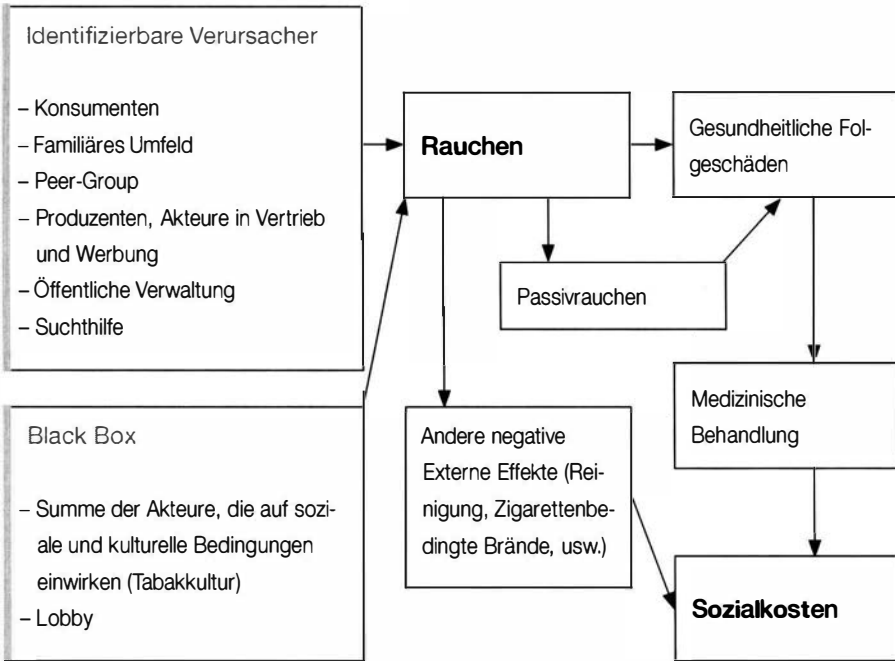 Identifizierbare Verursacher
– Konsumenten
– Familiäres Umfeld
– Peer-Group
– Produzenten, Akteure in Vertrieb
und Werbung
– Öffentliche Verwaltung
– Suchthilfe
Rauchen
Gesundheitliche Fol-
geschäden
Passivrauchen
Black Box
– Summe der Akteure, die auf sozi-
ale und kulturelle Bedingungen
einwirken (Tabakkultur)
– Lobby
Andere negative
Externe Effekte (Rei-
nigung, Zigarettenbe-
dingte Brände, usw.)
Medizinische
Behandlung
Sozialkosten